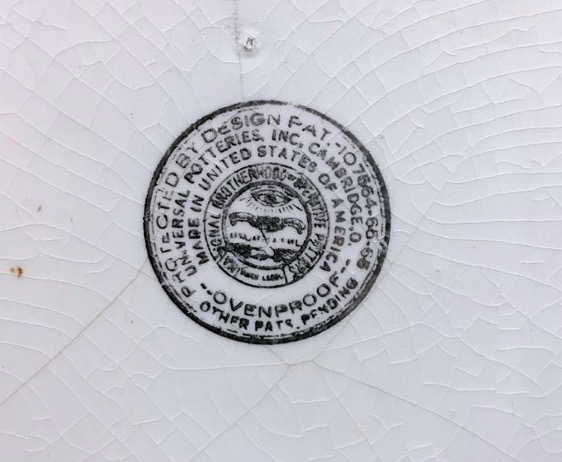 PROTECTED BY DESIGN PAT.-107564-66-68
UNIVERSAL POTTERIES, INC, CAMBRIDGE, O.
MADE IN UNITED STATES OF AMERICA
NATIONAL BROTHERHOOD OF OPERATIVE POTTERS
--OVENPROOF--
OTHER PATS. PENDING